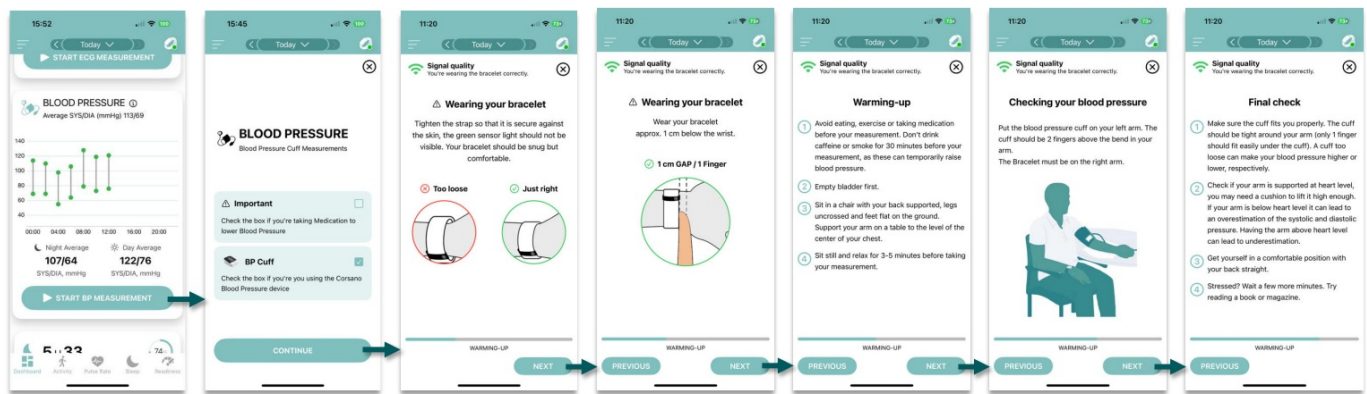 15:52
100
Today
START ECG MEASUREMENT
BLOOD PRESSURE
Average SYS/DIA (mmHg) 113/69
140
120
100
80
60
40
00:00 04:00 08:00 12:00 16:00 20:00
Night Average
Day Average
107/64
122/76
SYS/DIA, mmHg
SYS/DIA, mmHg
START BP MEASUREMENT
74
Dashboard
Activity
Pulse Rate
Sleep
Readiness
15:45
100
Today
BLOOD PRESSURE
Blood Pressure Cuff Measurements
Important
Check the box if you're taking Medication to
lower Blood Pressure
BP Cuff
Check the box if you're you using the Corsano
Blood Pressure device
CONTINUE
11:20
Today
Signal quality
You're wearing the bracelet correctly.
Wearing your bracelet
Tighten the strap so that it is secure against
the skin, the green sensor light should not be
visible. Your bracelet should be snug but
comfortable.
Too loose
Just right
WARMING-UP
NEXT
11:20
Today
Signal quality
You're wearing the bracelet correctly.
Wearing your bracelet
Wear your bracelet
approx. 1 cm below the wrist.
1 cm GAP / 1 Finger
WARMING-UP
PREVIOUS
NEXT
11:20
Today
Signal quality
You're wearing the bracelet correctly.
Warming-up
1 Avoid eating, exercise or taking medication
before your measurement. Don't drink
caffeine or smoke for 30 minutes before your
measurement, as these can temporarily raise
blood pressure.
2 Empty bladder first.
3 Sit in a chair with your back supported, legs
uncrossed and feet flat on the ground.
Support your arm on a table to the level of the
center of your chest.
4 Sit still and relax for 3-5 minutes before taking
your measurement.
WARMING-UP
PREVIOUS
NEXT
11:20
Today
Signal quality
You're wearing the bracelet correctly.
Checking your blood pressure
Put the blood pressure cuff on your left arm. The
cuff should be 2 fingers above the bend in your
arm.
The Bracelet must be on the right arm.
WARMING-UP
PREVIOUS
NEXT
11:20
Today
Signal quality
You're wearing the bracelet correctly.
Final check
1 Make sure the cuff fits you properly. The cuff
should be tight around your arm (only 1 finger
should fit easily under the cuff). A cuff too
loose can make your blood pressure higher or
lower, respectively.
2 Check if your arm is supported at heart level,
you may need a cushion to lift it high enough.
If your arm is below heart level it can lead to
an overestimation of the systolic and diastolic
pressure. Having the arm above heart level
can lead to underestimation.
3 Get yourself in a comfortable position with
your back straight.
4 Stressed? Wait a few more minutes. Try
reading a book or magazine.
WARMING-UP
PREVIOUS